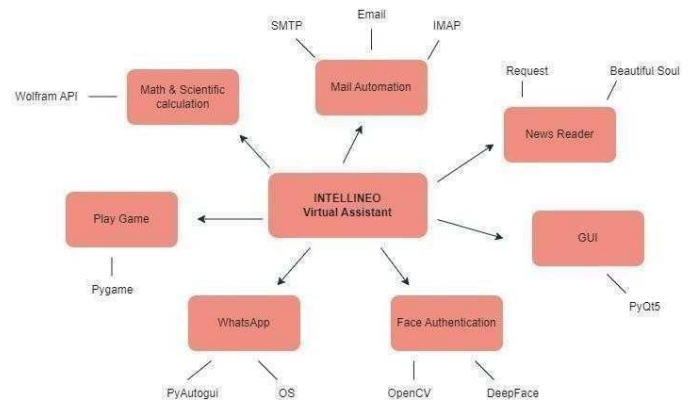 Email
SMTP
IMAP
Mail Automation
Request
Beautiful Soul
News Reader
Wolfram API
Math & Scientific
calculation
INTELLINEO
Virtual Assistant
Play Game
Pygame
GUI
PyQt5
WhatsApp
PyAutogui
OS
Face Authentication
OpenCV
DeepFace